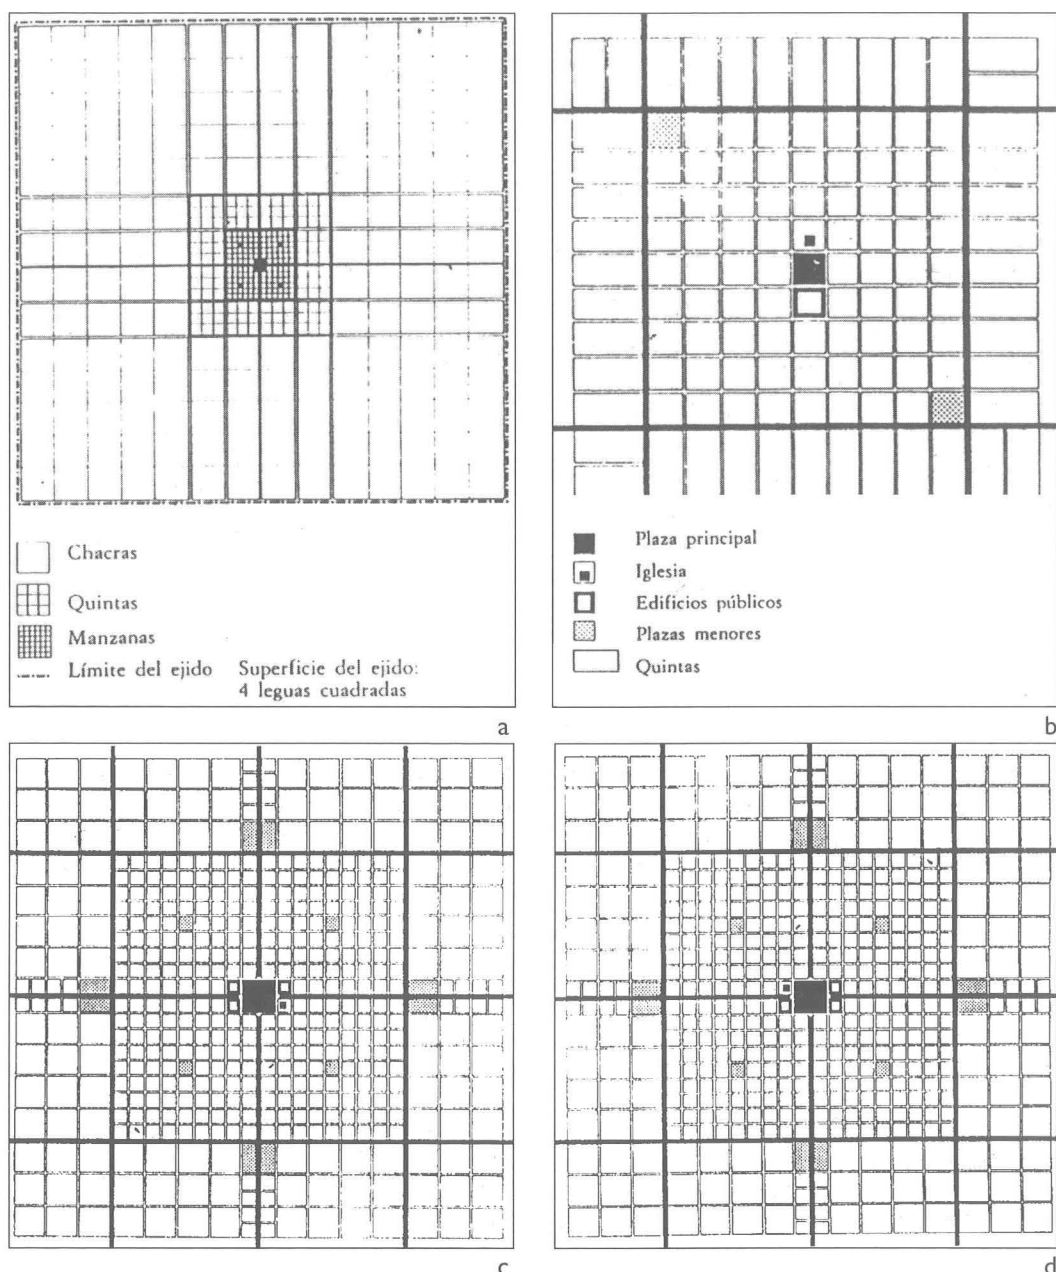 Chacras
Quintas
Manzanas
Límite del ejido
Superficie del ejido:
4 leguas cuadradas
a
Plaza principal
Iglesia
Edificios públicos
Plazas menores
Quintas
b
c
d